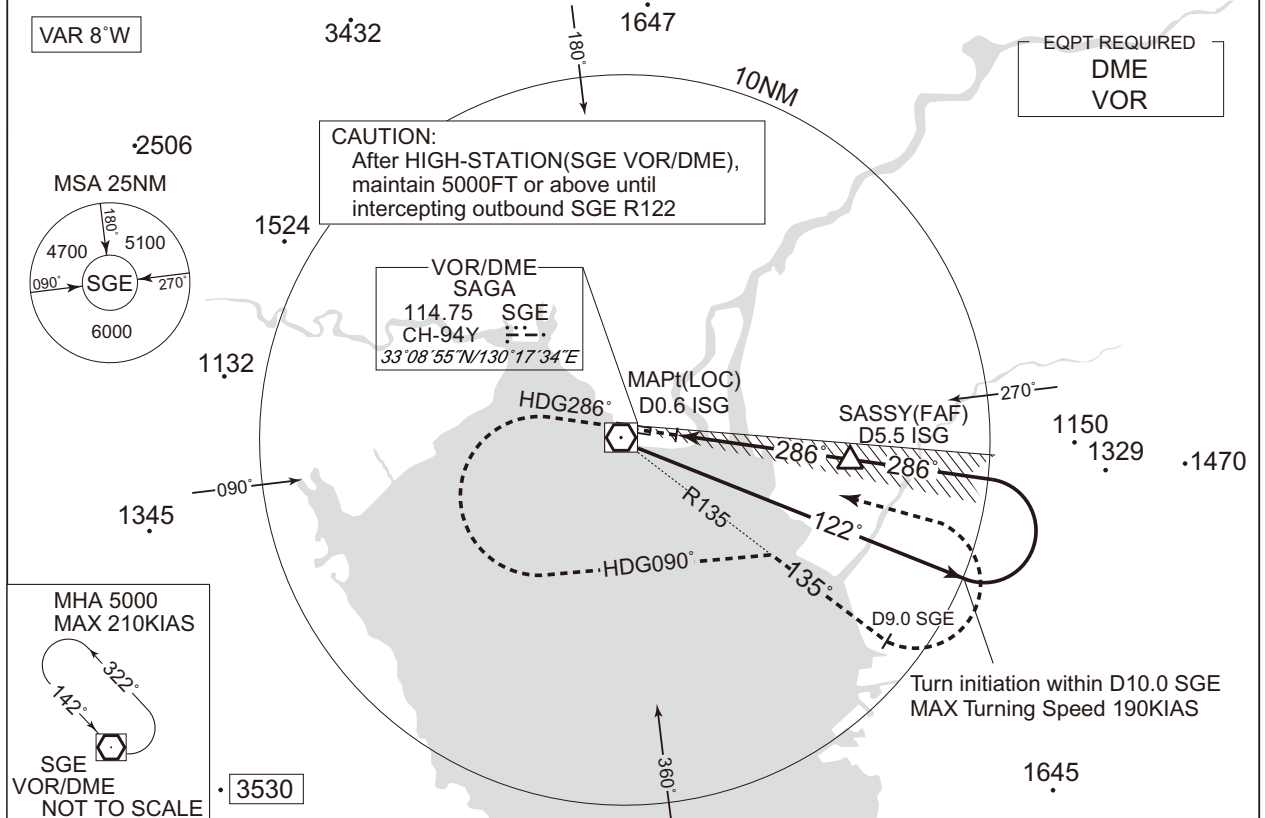 VAR 8°W
3432
1647
180°
EQPT REQUIRED
DME
VOR
10NM
2506
CAUTION:
After HIGH-STATION(SGE VOR/DME),
maintain 5000FT or above until
intercepting outbound SGE R122
MSA 25NM
180°
4700
5100
090°
SGE
270°
6000
1524
VOR/DME
SAGA
114.75 SGE
CH-94Y
33°08'55"N/130°17'34"E
1132
MAPt(LOC)
D0.6 ISG
HDG286°
270°
SASSY(FAF)
D5.5 ISG
1150
1329
1470
286°
286°
090°
R135
122°
1345
HDG090°
135°
D9.0 SGE
MHA 5000
MAX 210KIAS
322°
142°
SGE
VOR/DME
NOT TO SCALE
Turn initiation within D10.0 SGE
MAX Turning Speed 190KIAS
3530
360°
1645